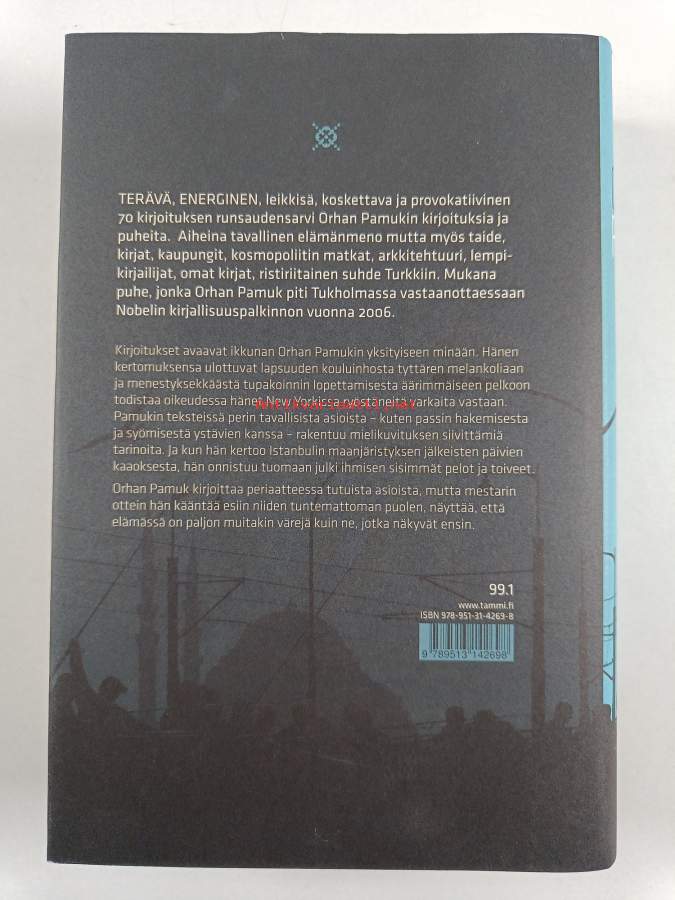 TERÄVÄ, ENERGINEN, leikkisä, koskettava ja provokatiivinen
70 kirjoituksen runsaudensarvi Orhan Pamukin kirjoituksia ja
puheita. Aiheina tavallinen elämänmeno mutta myös taide,
kirjat, kaupungit, kosmopoliitin matkat, arkkitehtuuri, lempi-
kirjailijat, omat kirjat, ristiriitainen suhde Turkkiin. Mukana
puhe, jonka Orhan Pamuk piti Tukholmassa vastaanottaessaan
Nobelin kirjallisuuspalkinnon vuonna 2006.
Kirjoitukset avaavat ikkunan Orhan Pamukin yksityiseen minään. Hänen
kertomuksensa ulottuvat lapsuuden kouluinhosta tyttären melankoliaan
ja menestyksekkäästä tupakoinnin lopettamisesta äärimmäiseen pelkoon
todistaa oikeudessa hänet New Yorkissa ryöstäneitä varkaita vastaan.
Pamukin teksteissä perin tavallisista asioista – kuten passin hakemisesta
ja syömisestä ystävien kanssa – rakentuu mielikuvituksen siivittämiä
tarinoita. Ja kun hän kertoo Istanbulin maanjäristyksen jälkeisten päivien
kaaoksesta, hän onnistuu tuomaan julki ihmisen sisimmät pelot ja toiveet.
Orhan Pamuk kirjoittaa periaatteessa tutuista asioista, mutta mestarin
ottein hän kääntää esiin niiden tuntemattoman puolen, näyttää, että
elämässä on paljon muitakin värejä kuin ne, jotka näkyvät ensin.
99.1
www.tammi.fi
ISBN 978-951-31-4269-8
9 789513 142698